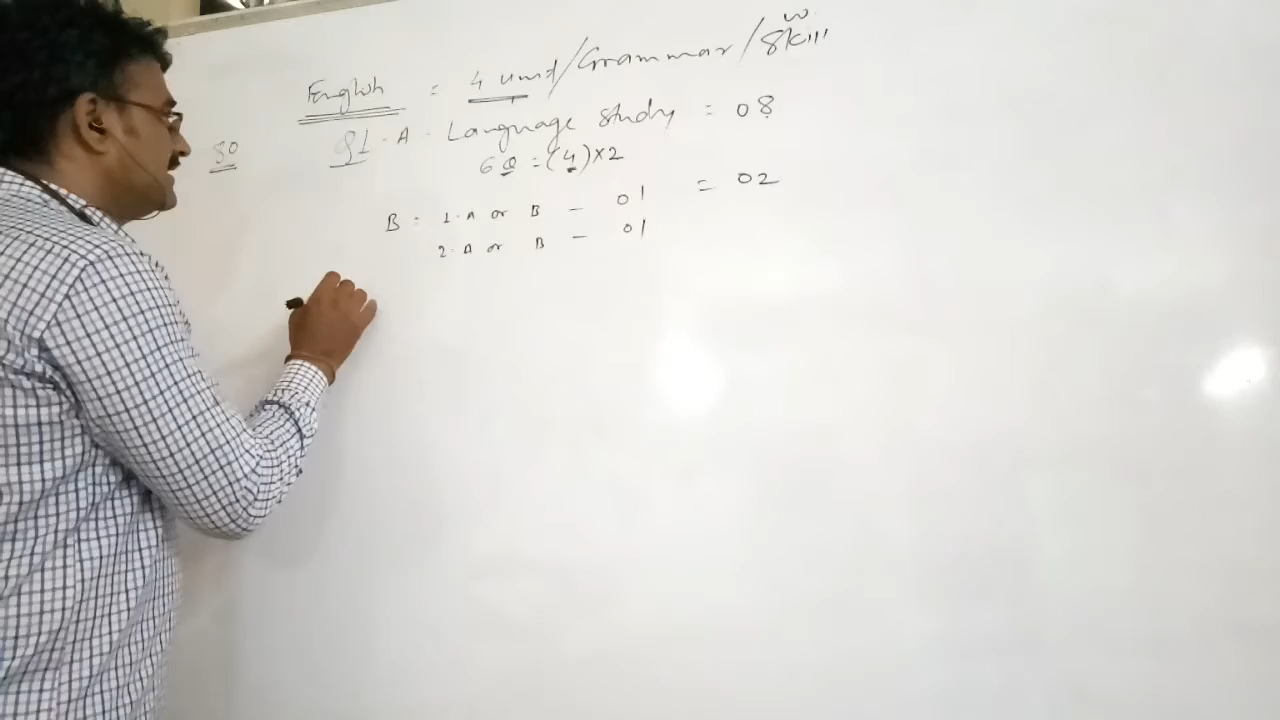 English = 4 unit/Grammar/W Skill
80
Q1. A. Language Study = 08
6 Q = (4)×2
B = 1. A or B - 01 = 02
2. A or B - 01